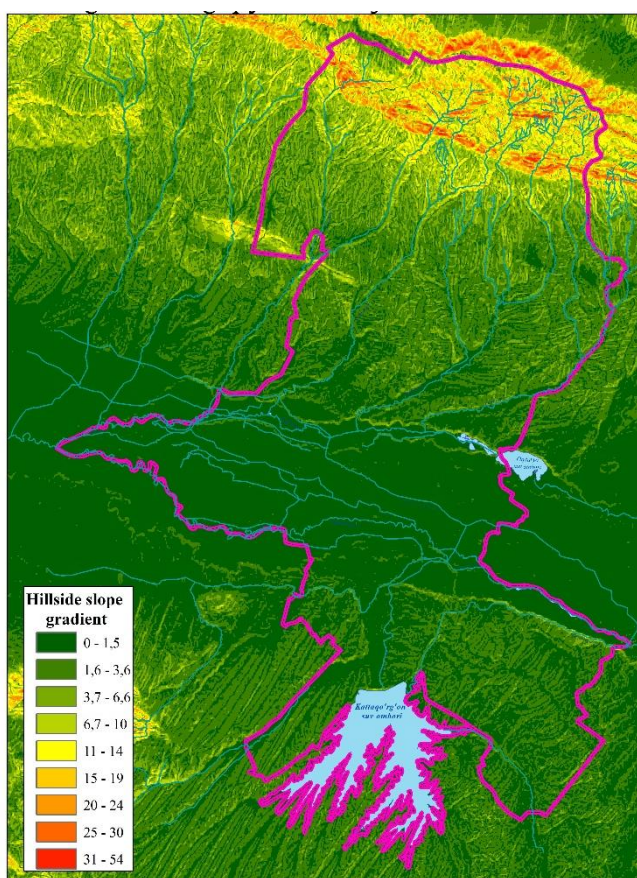 Kattaqo'rg'on
suv ombori
Hillside slope
gradient
0 - 1,5
1,6 - 3,6
3,7 - 6,6
6,7 - 10
11 - 14
15 - 19
20 - 24
25 - 30
31 - 54